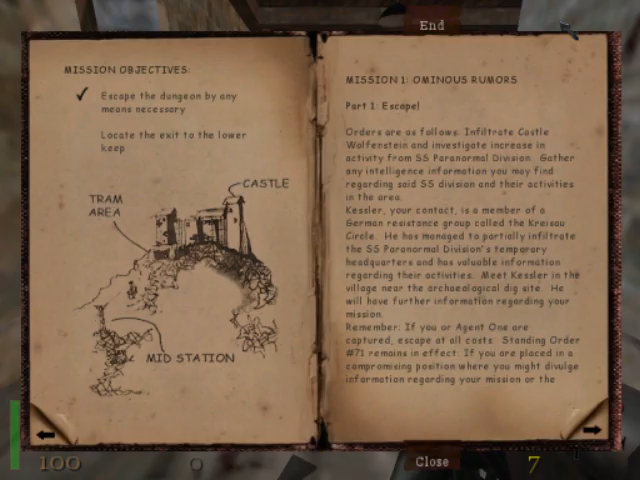 End
MISSION OBJECTIVES:
Escape the dungeon by any
means necessary
Locate the exit to the lower
keep
CASTLE
TRAM
AREA
MID STATION
MISSION 1: OMINOUS RUMORS
Part 1: Escape!
Orders are as follows. Infiltrate Castle
Wolfenstein and investigate increase in
activity from SS Paranormal Division. Gather
any intelligence information you may find
regarding said SS division and their activities
in the area.
Kessler, your contact, is a member of a
German resistance group called the Kreisau
Circle. He has managed to partially infiltrate
the SS Paranormal Division's temporary
headquarters and has valuable information
regarding their activities. Meet Kessler in the
village near the archaeological dig site. He
will have further information regarding your
mission.
Remember: If you or Agent One are
captured, escape at all costs. Standing Order
#71 remains in effect: If you are placed in a
compromising position where you might divulge
information regarding your mission or the
100
Close
7